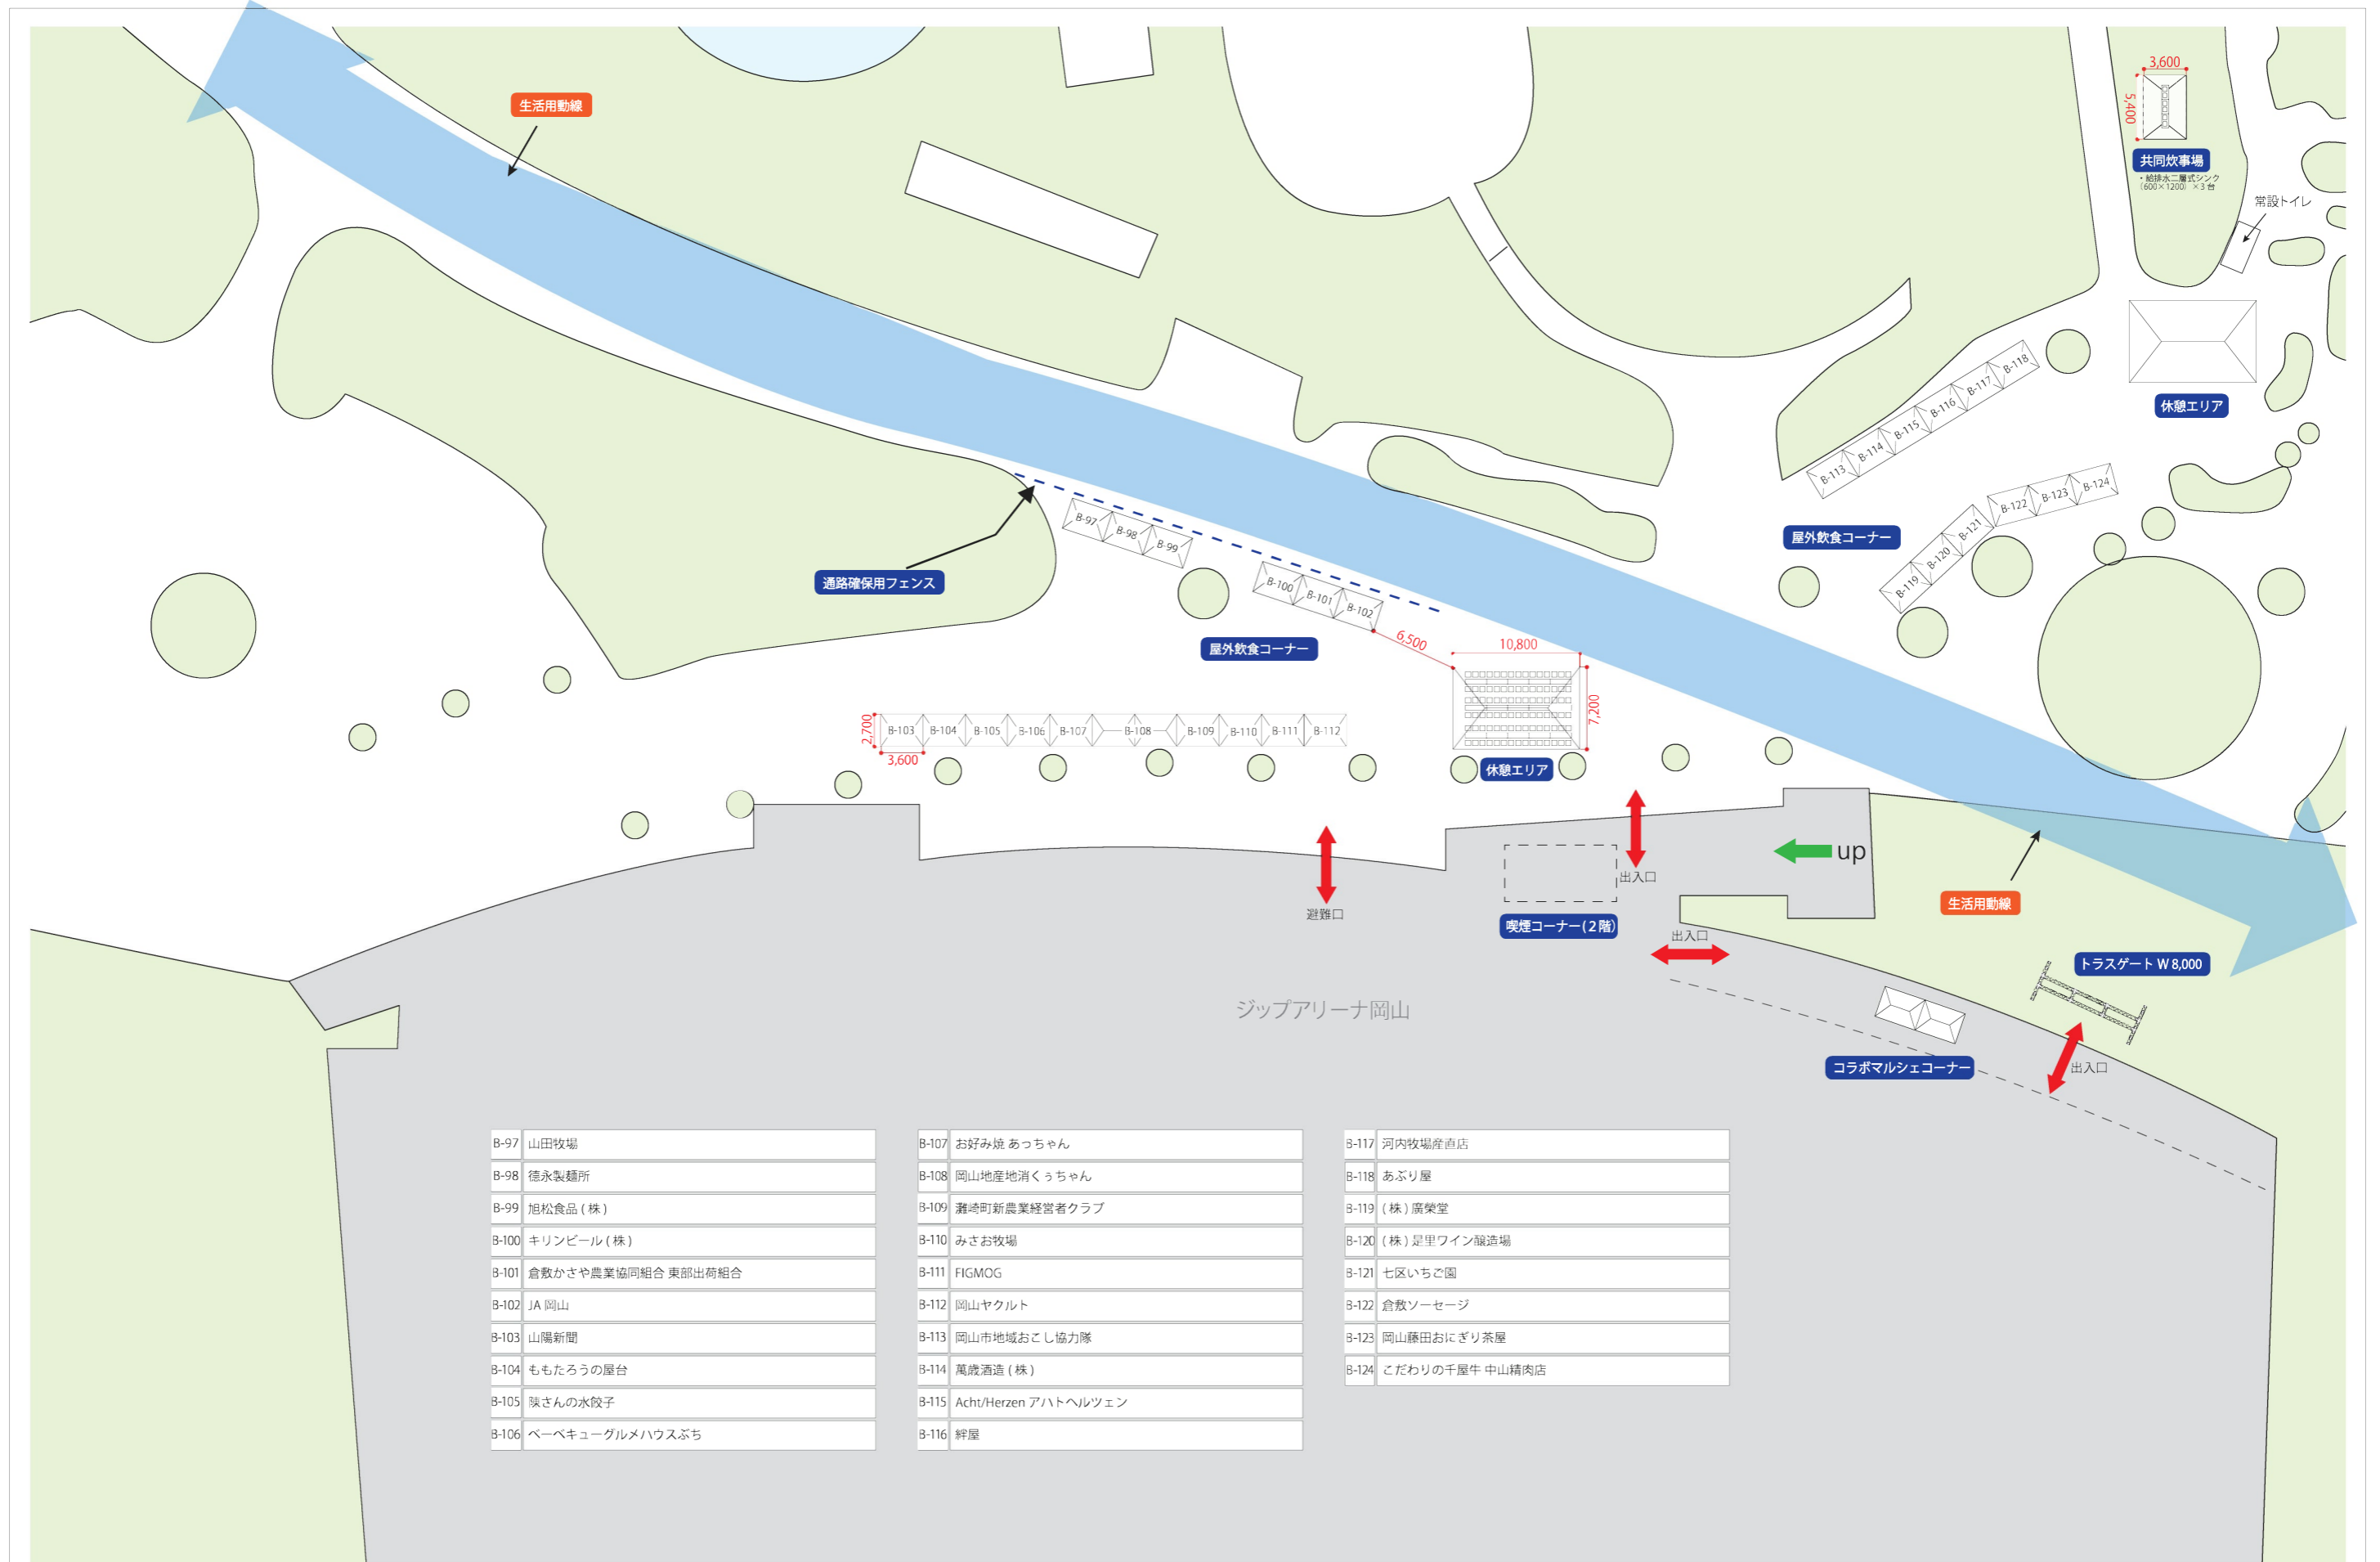 生活用動線
3,600
5,400
共同炊事場
・給排水二層式シンク
(600×1200) ×3台
常設トイレ
休憩エリア
B-118
B-117
B-116
B-115
B-114
B-113
B-124
B-123
B-122
B-121
B-120
B-119
屋外飲食コーナー
B-97
B-98
B-99
通路確保用フェンス
B-100
B-101
B-102
6,500
屋外飲食コーナー
10,800
7,200
休憩エリア
2,700
3,600
B-103
B-104
B-105
B-106
B-107
B-108
B-109
B-110
B-111
B-112
避難口
出入口
up
喫煙コーナー(2階)
出入口
生活用動線
トラスゲート W 8,000
コラボマルシェコーナー
出入口
ジップアリーナ岡山
B-97 山田牧場
B-98 德永製麺所
B-99 旭松食品(株)
B-100 キリンビール(株)
B-101 倉敷かさや農業協同組合 東部出荷組合
B-102 JA 岡山
B-103 山陽新聞
B-104 ももたろうの屋台
B-105 陳さんの水餃子
B-106 ベーベキューグルメハウスぶち
B-107 お好み焼 あっちゃん
B-108 岡山地産地消くぅちゃん
B-109 灘崎町新農業経営者クラブ
B-110 みさお牧場
B-111 FIGMOG
B-112 岡山ヤクルト
B-113 岡山市地域おこし協力隊
B-114 萬歳酒造(株)
B-115 Acht/Herzen アハトヘルツェン
B-116 絆屋
B-117 河内牧場産直店
B-118 あぶり屋
B-119 (株)廣榮堂
B-120 (株)是里ワイン醸造場
B-121 七区いちご園
B-122 倉敷ソーセージ
B-123 岡山藤田おにぎり茶屋
B-124 こだわりの千屋牛 中山精肉店